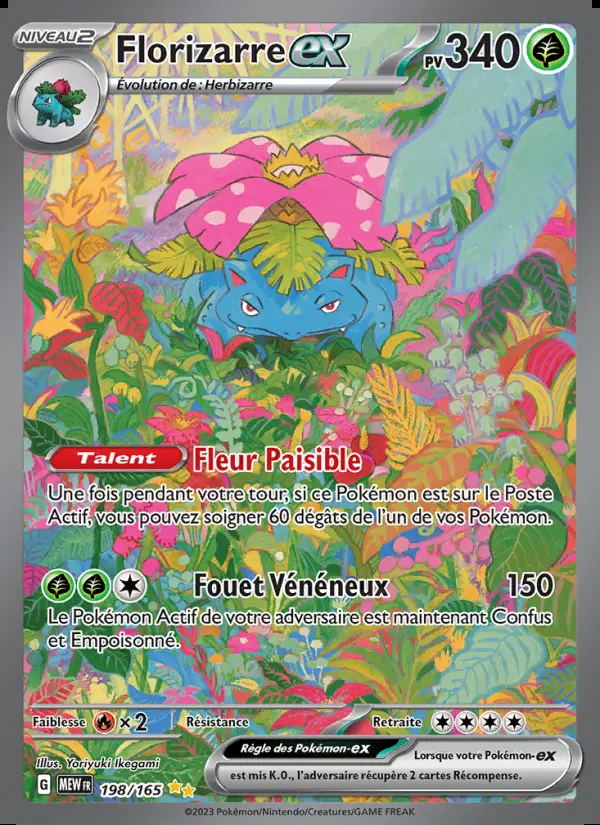 NIVEAU2
Florizarre ex
PV 340
Évolution de : Herbizarre
Talent Fleur Paisible
Une fois pendant votre tour, si ce Pokémon est sur le Poste
Actif, vous pouvez soigner 60 dégâts de l'un de vos Pokémon.
Fouet Vénéneux 150
Le Pokémon Actif de votre adversaire est maintenant Confus
et Empoisonné.
Faiblesse ×2 Résistance Retraite
Illus. Yoriyuki Ikegami
Règle des Pokémon-ex Lorsque votre Pokémon-ex
est mis K.O., l'adversaire récupère 2 cartes Récompense.
G MEW FR 198/165
©2023 Pokémon/Nintendo/Creatures/GAME FREAK